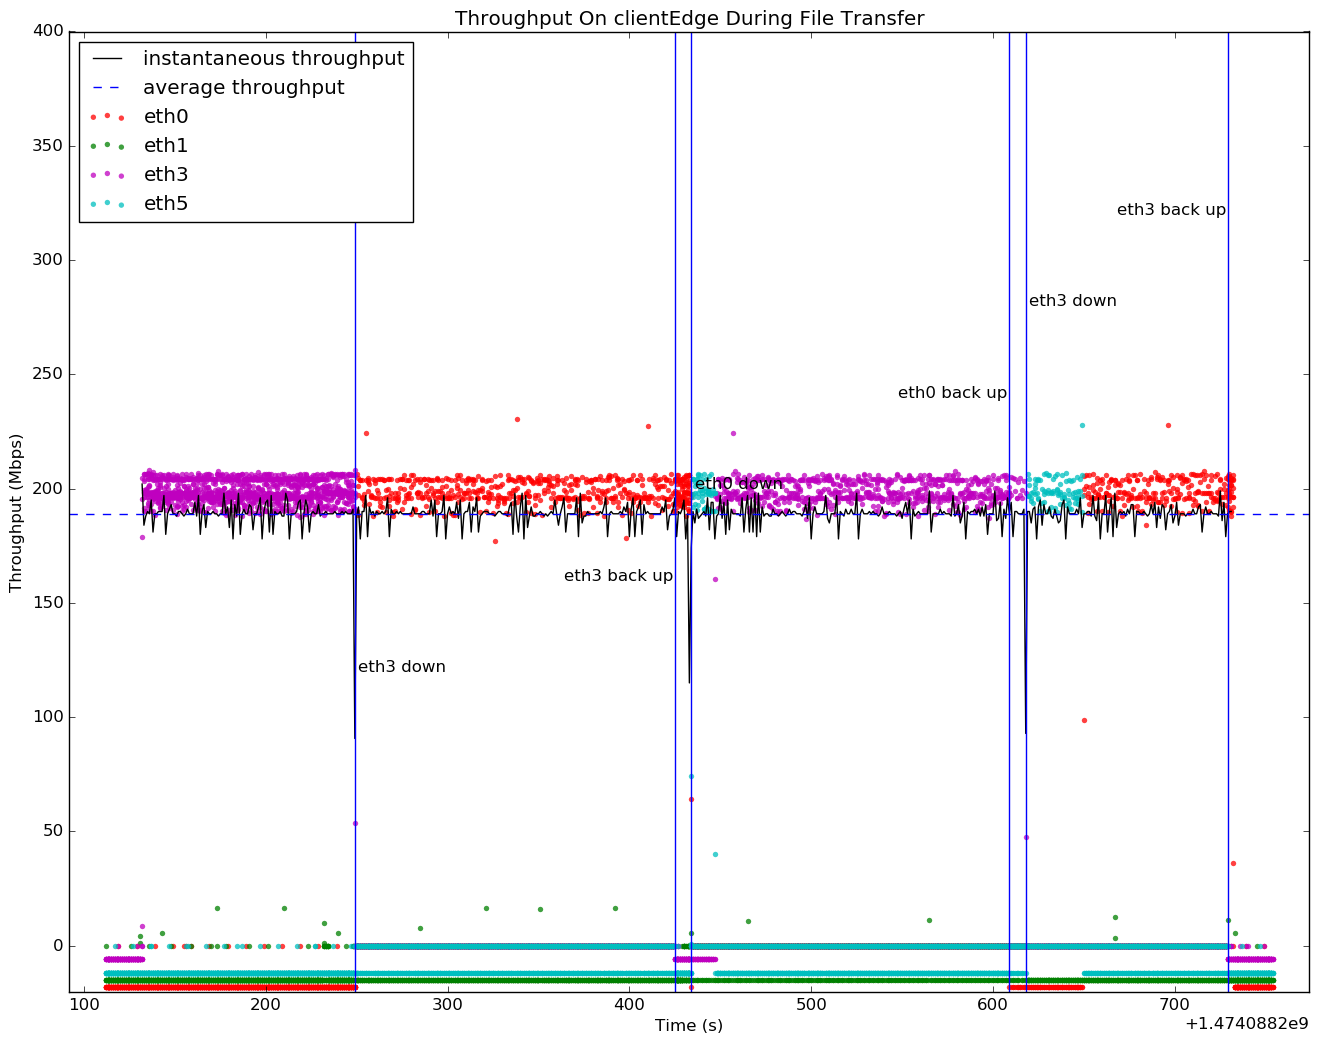 Throughput On clientEdge During File Transfer
400
350
300
250
200
150
100
50
0
Throughput (Mbps)
instantaneous throughput
average throughput
eth0
eth1
eth3
eth5
eth3 back up
eth3 down
eth0 back up
eth0 down
eth3 back up
eth3 down
100 200 300 400 500 600 700
Time (s)
+1.4740882e9